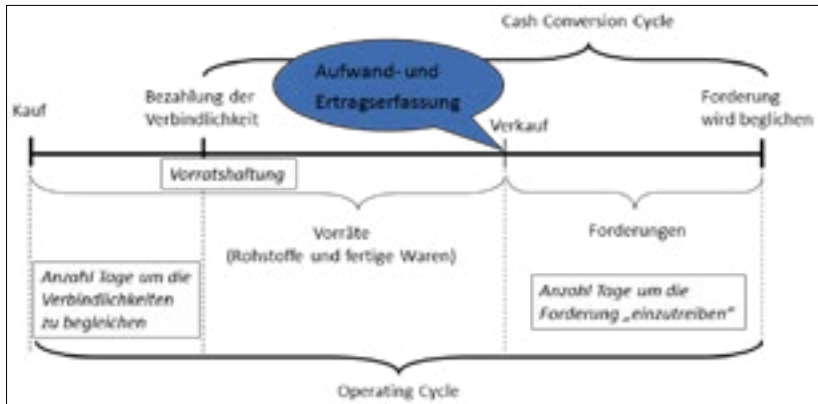 Cash Conversion Cycle
Aufwand- und
Ertragserfassung
Kauf
Bezahlung der
Verbindlichkeit
Verkauf
Forderung
wird beglichen
Vorratshaftung
Vorräte
(Rohstoffe und fertige Waren)
Forderungen
Anzahl Tage um die
Verbindlichkeiten
zu begleichen
Anzahl Tage um die
Forderung „einzutreiben“
Operating Cycle